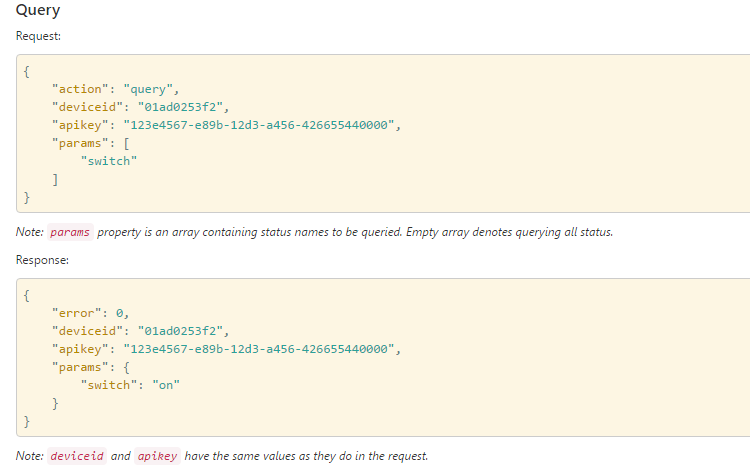 Query
Request:
{
    "action": "query",
    "deviceid": "01ad0253f2",
    "apikey": "123e4567-e89b-12d3-a456-426655440000",
    "params": [
        "switch"
    ]
}
Note: params property is an array containing status names to be queried. Empty array denotes querying all status.
Response:
{
    "error": 0,
    "deviceid": "01ad0253f2",
    "apikey": "123e4567-e89b-12d3-a456-426655440000",
    "params": {
        "switch": "on"
    }
}
Note: deviceid and apikey have the same values as they do in the request.